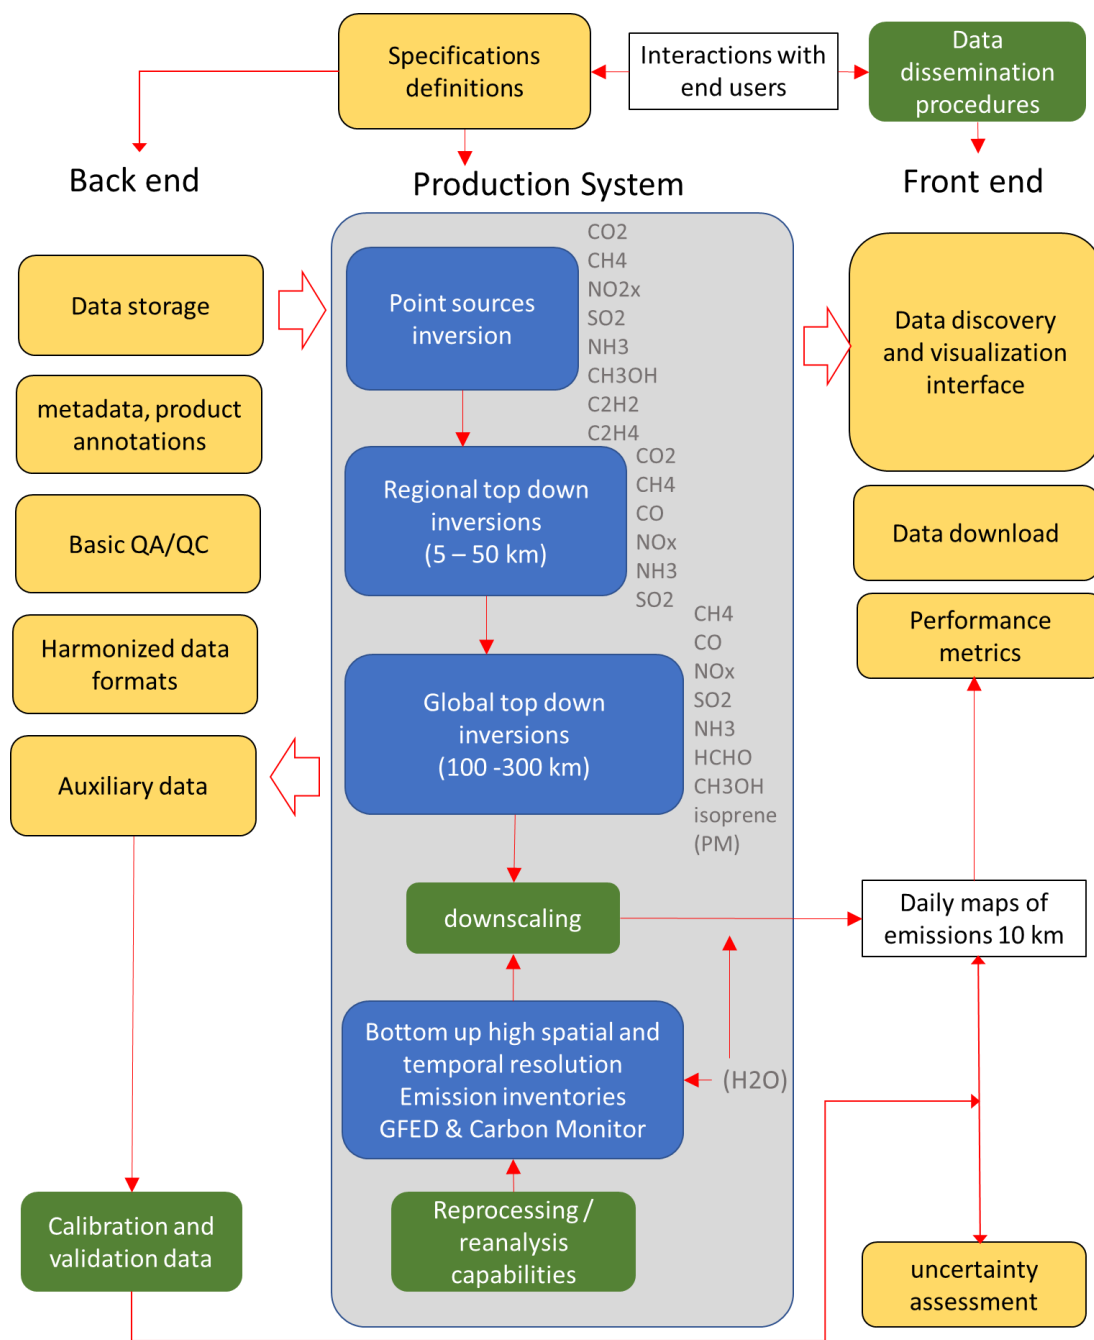 Specifications
definitions
Interactions with
end users
Data
dissemination
procedures
Back end
Production System
Front end
Data storage
metadata, product
annotations
Basic QA/QC
Harmonized data
formats
Auxiliary data
Calibration and
validation data
Point sources
inversion
CO2
CH4
NO2x
SO2
NH3
CH3OH
C2H2
C2H4
Regional top down
inversions
(5 – 50 km)
CO2
CH4
CO
NOx
NH3
SO2
Global top down
inversions
(100 -300 km)
CH4
CO
NOx
SO2
NH3
HCHO
CH3OH
isoprene
(PM)
downscaling
Bottom up high spatial and
temporal resolution
Emission inventories
GFED & Carbon Monitor
(H2O)
Reprocessing /
reanalysis
capabilities
Data discovery
and visualization
interface
Data download
Performance
metrics
Daily maps of
emissions 10 km
uncertainty
assessment